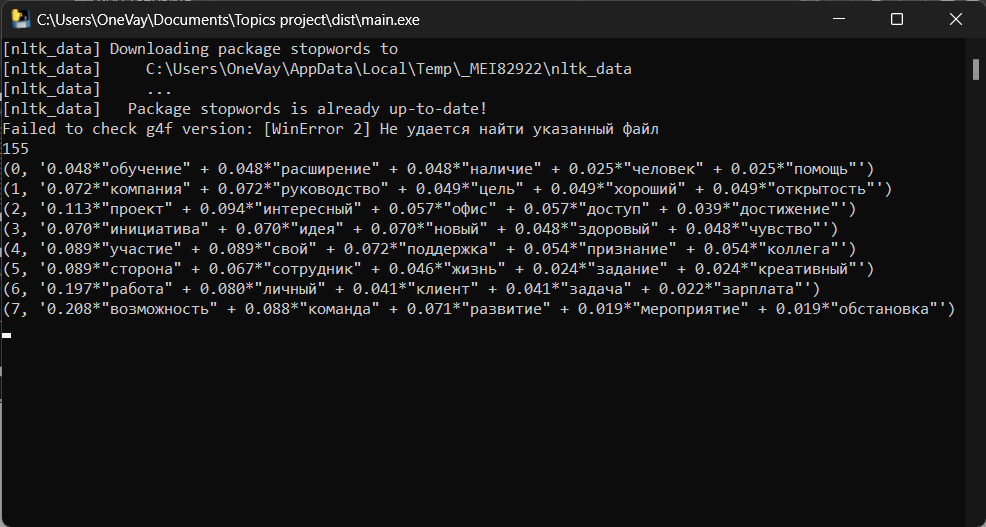 C:\Users\OneVay\Documents\Topics project\dist\main.exe
[nltk_data] Downloading package stopwords to
[nltk_data]     C:\Users\OneVay\AppData\Local\Temp\_MEI82922\nltk_data
[nltk_data]     ...
[nltk_data]   Package stopwords is already up-to-date!
Failed to check g4f version: [WinError 2] Не удается найти указанный файл
155
(0, '0.048*"обучение" + 0.048*"расширение" + 0.048*"наличие" + 0.025*"человек" + 0.025*"помощь"')
(1, '0.072*"компания" + 0.072*"руководство" + 0.049*"цель" + 0.049*"хороший" + 0.049*"открытость"')
(2, '0.113*"проект" + 0.094*"интересный" + 0.057*"офис" + 0.057*"доступ" + 0.039*"достижение"')
(3, '0.070*"инициатива" + 0.070*"идея" + 0.070*"новый" + 0.048*"здоровый" + 0.048*"чувство"')
(4, '0.089*"участие" + 0.089*"свой" + 0.072*"поддержка" + 0.054*"признание" + 0.054*"коллега"')
(5, '0.089*"сторона" + 0.067*"сотрудник" + 0.046*"жизнь" + 0.024*"задание" + 0.024*"креативный"')
(6, '0.197*"работа" + 0.080*"личный" + 0.041*"клиент" + 0.041*"задача" + 0.022*"зарплата"')
(7, '0.208*"возможность" + 0.088*"команда" + 0.071*"развитие" + 0.019*"мероприятие" + 0.019*"обстановка"')